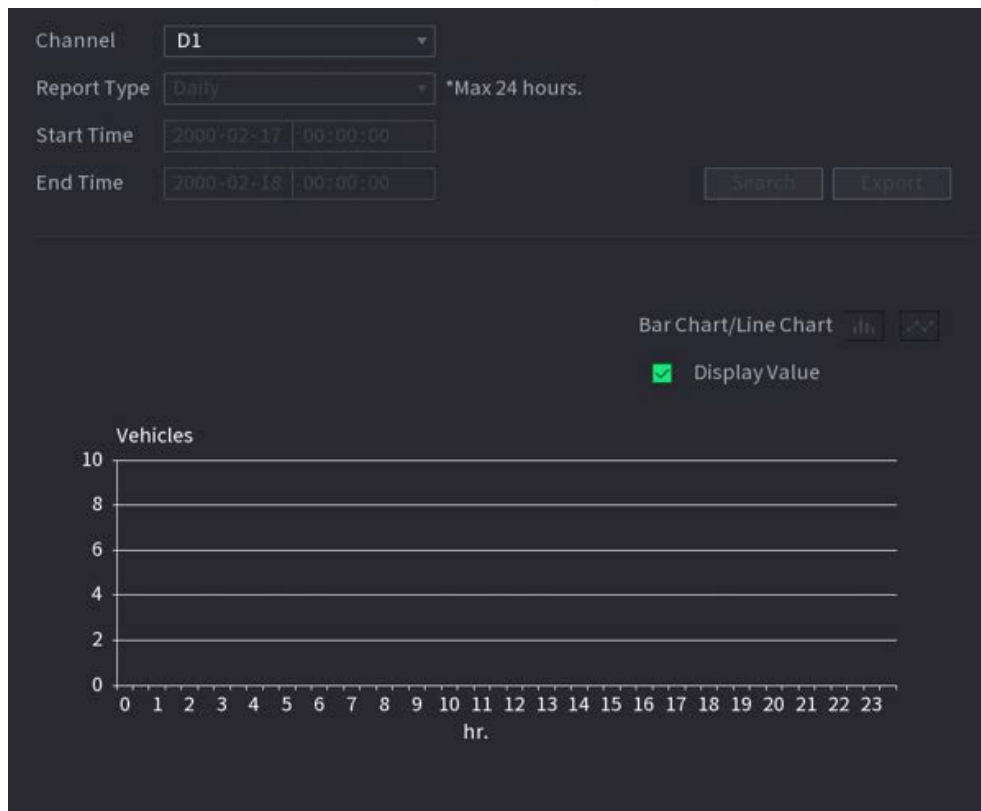 Channel D1
Report Type Daily *Max 24 hours.
Start Time 2000-02-17 00:00:00
End Time 2000-02-18 00:00:00 Search Export
Bar Chart/Line Chart
Display Value
Vehicles
10
8
6
4
2
0
0 1 2 3 4 5 6 7 8 9 10 11 12 13 14 15 16 17 18 19 20 21 22 23
hr.